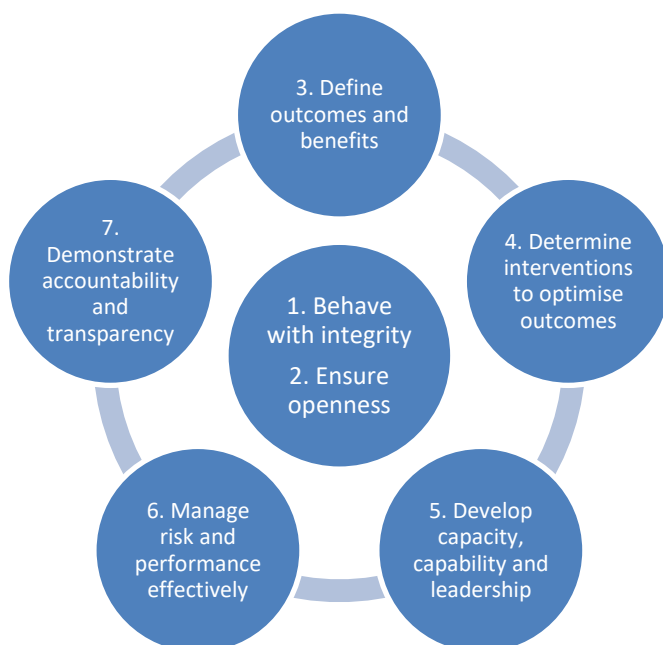 3. Define
outcomes and
benefits
7.
Demonstrate
accountability
and
transparency
4. Determine
interventions
to optimise
outcomes
1. Behave
with integrity
2. Ensure
openness
6. Manage
risk and
performance
effectively
5. Develop
capacity,
capability and
leadership